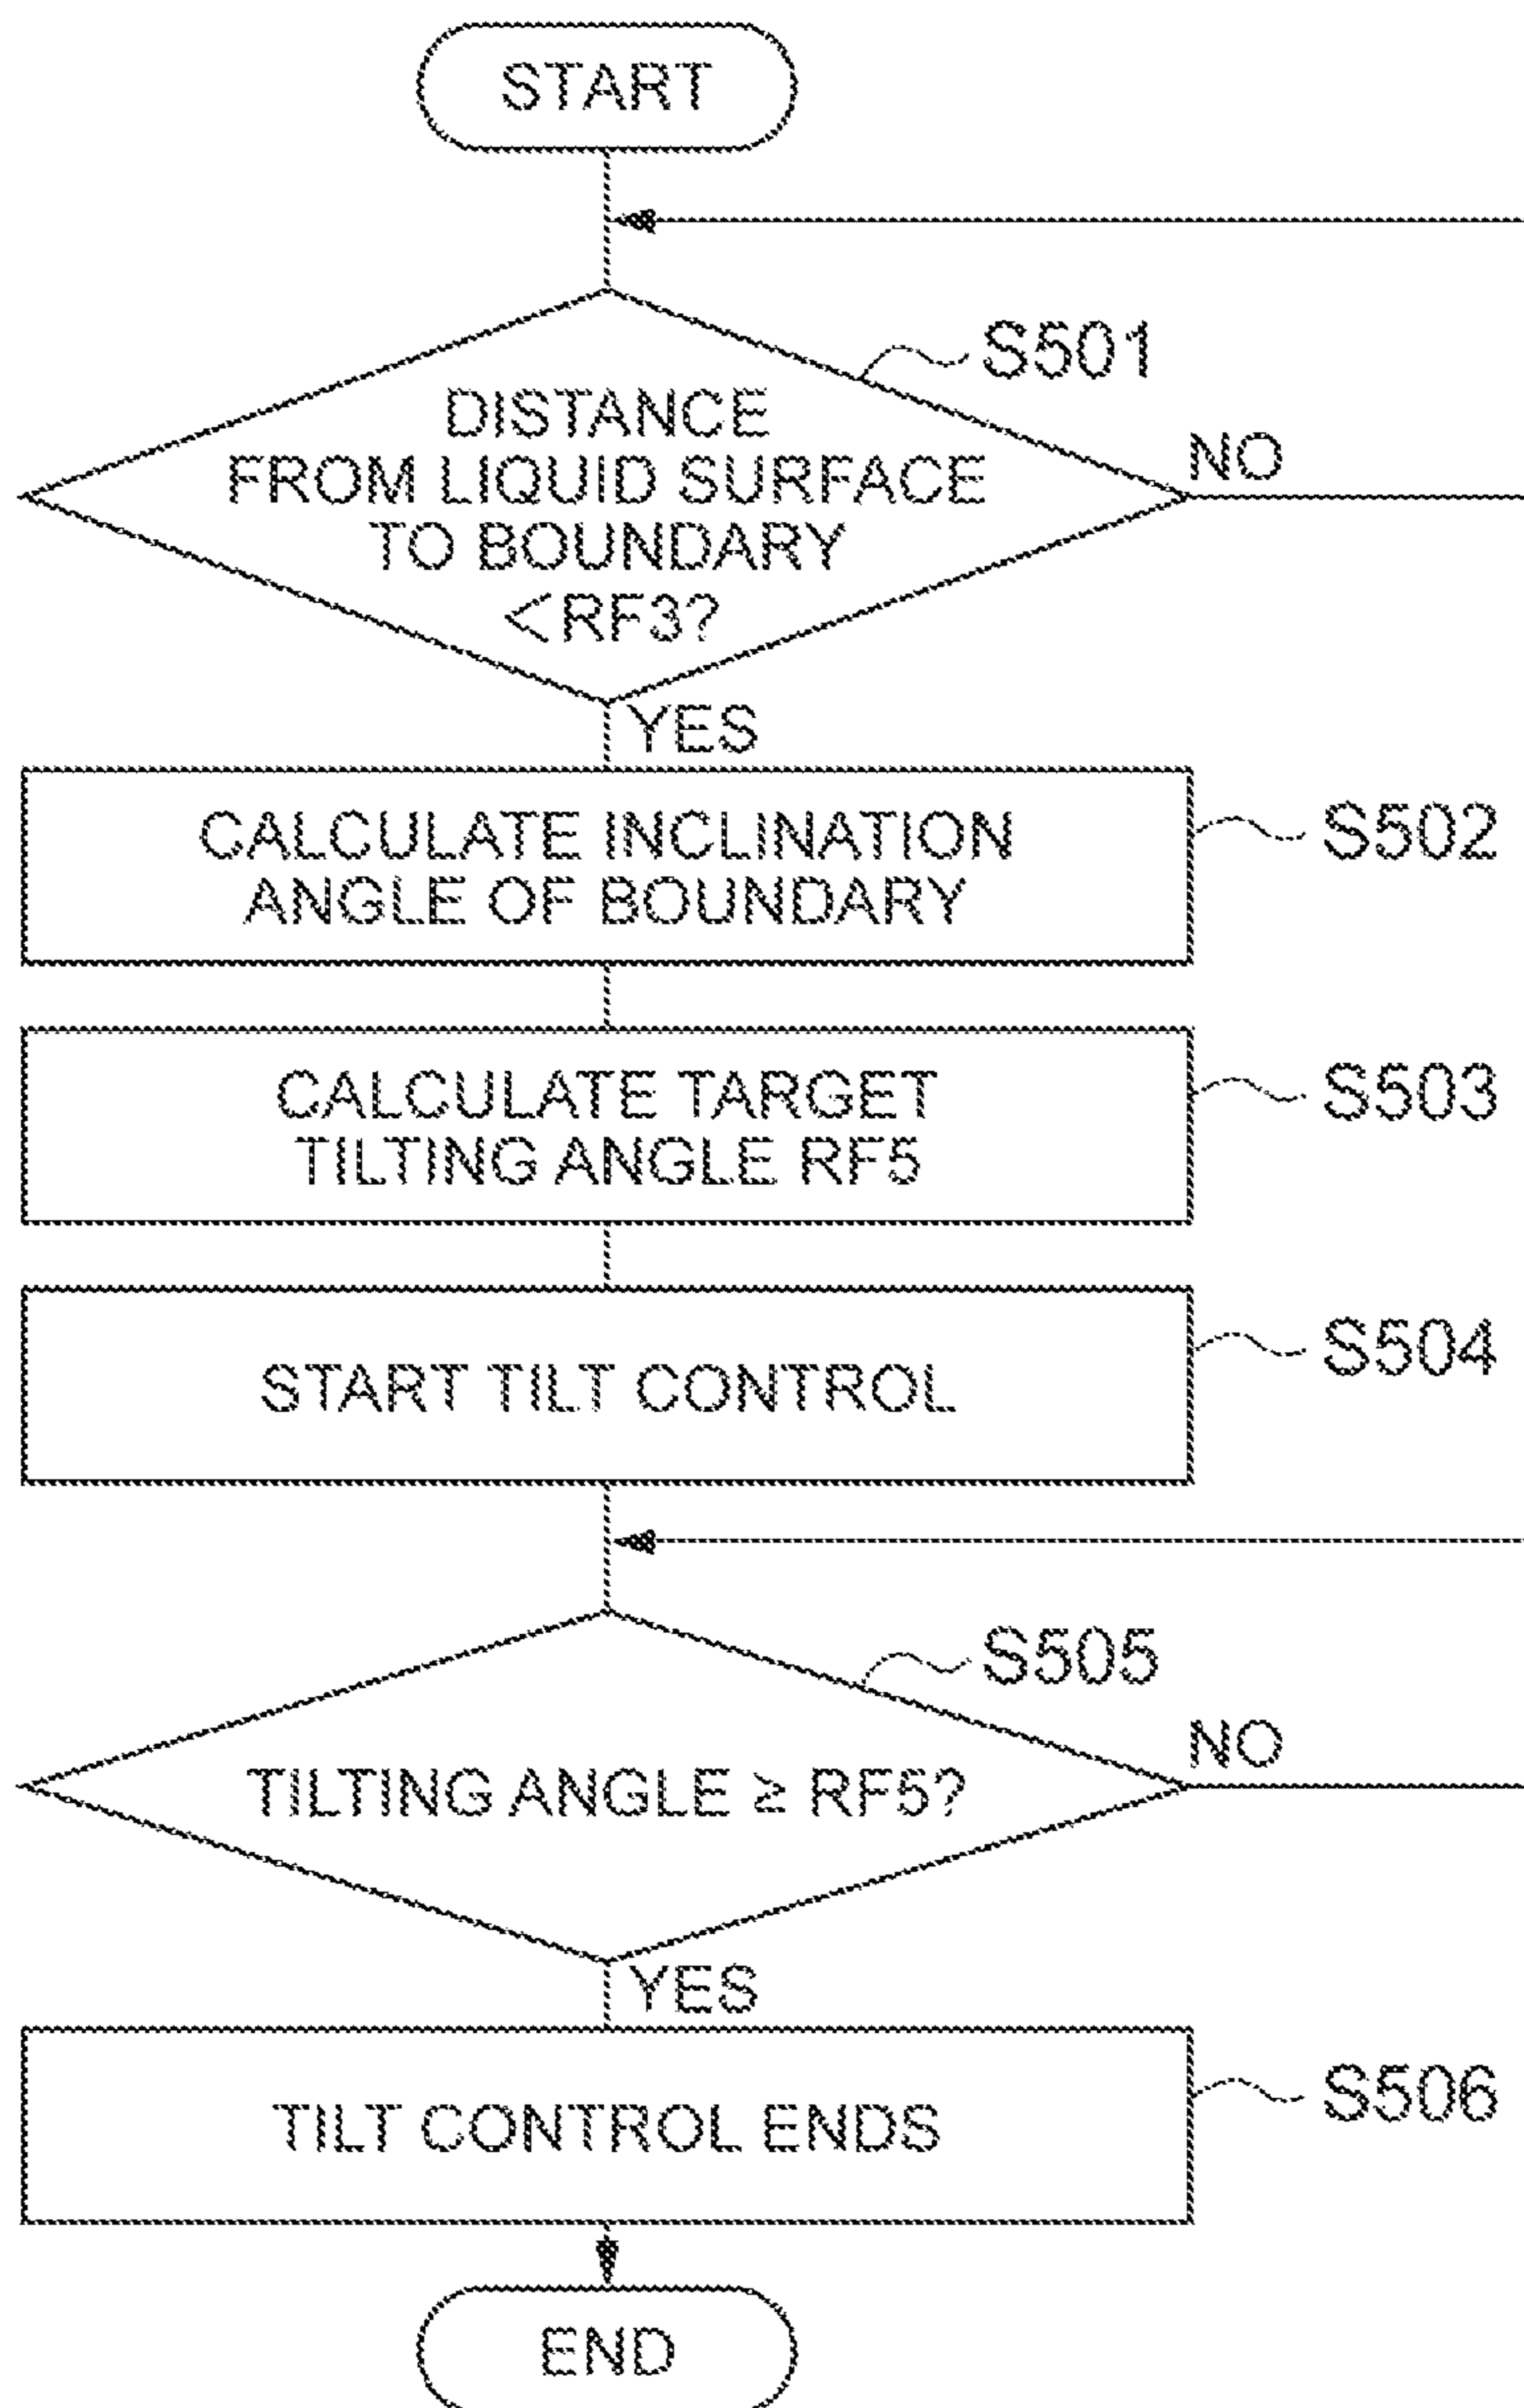 START
S501
DISTANCE
FROM LIQUID SURFACE
TO BOUNDARY
<RF3?
NO
YES
CALCULATE INCLINATION
ANGLE OF BOUNDARY
S502
CALCULATE TARGET
TILTING ANGLE RF5
S503
START TILT CONTROL
S504
S505
TILTING ANGLE ≥ RF5?
NO
YES
TILT CONTROL ENDS
S506
END